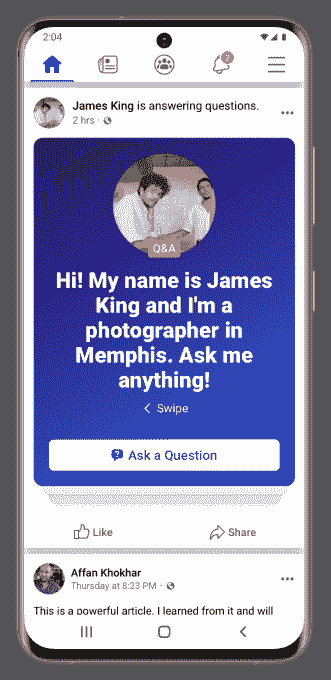 2:04
2
James King is answering questions.
2 hrs ·
Q&A
Hi! My name is James
King and I'm a
photographer in
Memphis. Ask me
anything!
Swipe
Ask a Question
Like
Share
Affan Khokhar
Thursday at 8:23 PM ·
This is a powerful article. I learned from it and will